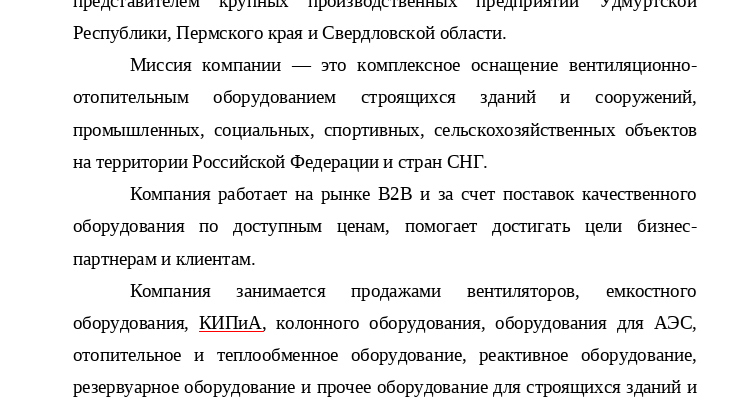 представителем крупных производственных предприятий Удмуртской
Республики, Пермского края и Свердловской области.
Миссия компании — это комплексное оснащение вентиляционно-
отопительным оборудованием строящихся зданий и сооружений,
промышленных, социальных, спортивных, сельскохозяйственных объектов
на территории Российской Федерации и стран СНГ.
Компания работает на рынке B2B и за счет поставок качественного
оборудования по доступным ценам, помогает достигать цели бизнес-
партнерам и клиентам.
Компания занимается продажами вентиляторов, емкостного
оборудования, КИПиА, колонного оборудования, оборудования для АЭС,
отопительное и теплообменное оборудование, реактивное оборудование,
резервуарное оборудование и прочее оборудование для строящихся зданий и